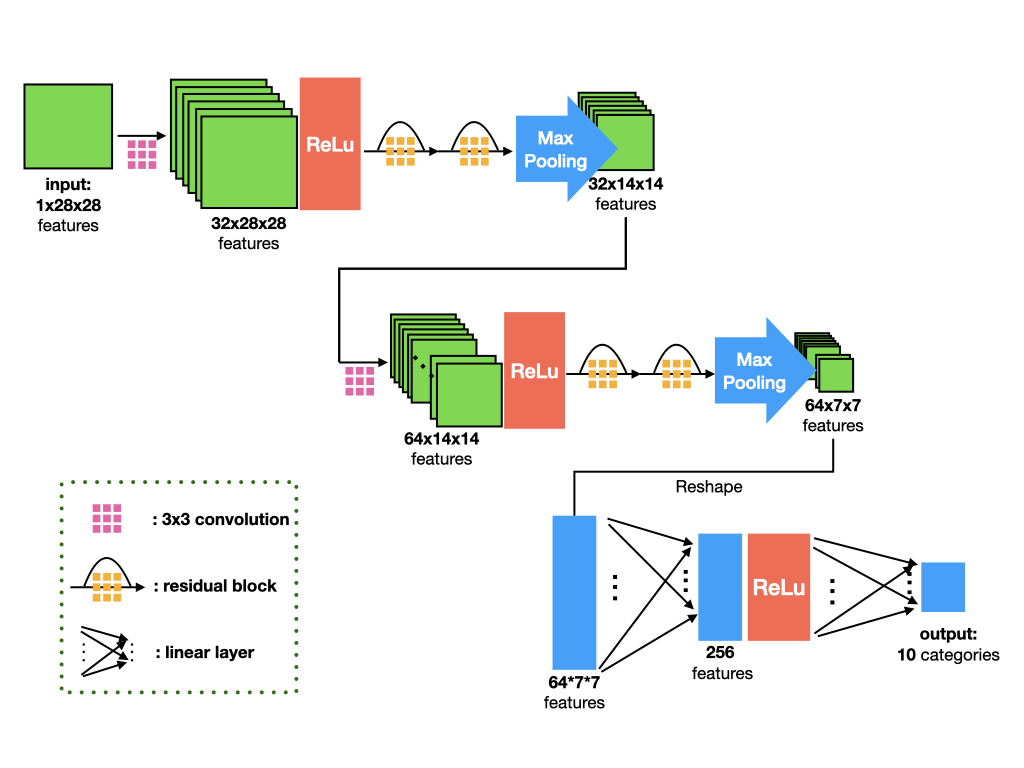 input:
1x28x28
features
32x28x28
features
ReLu
Max
Pooling
32x14x14
features
64x14x14
features
ReLu
Max
Pooling
64x7x7
features
Reshape
: 3x3 convolution
: residual block
: linear layer
64*7*7
features
256
features
ReLu
output:
10 categories